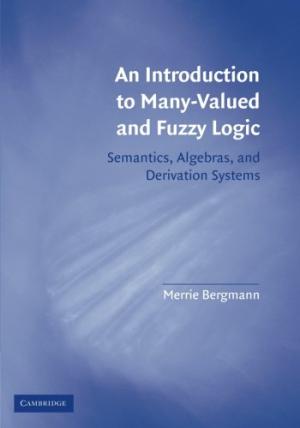 An Introduction
to Many-Valued
and Fuzzy Logic
Semantics, Algebras, and
Derivation Systems
Merrie Bergmann
CAMBRIDGE